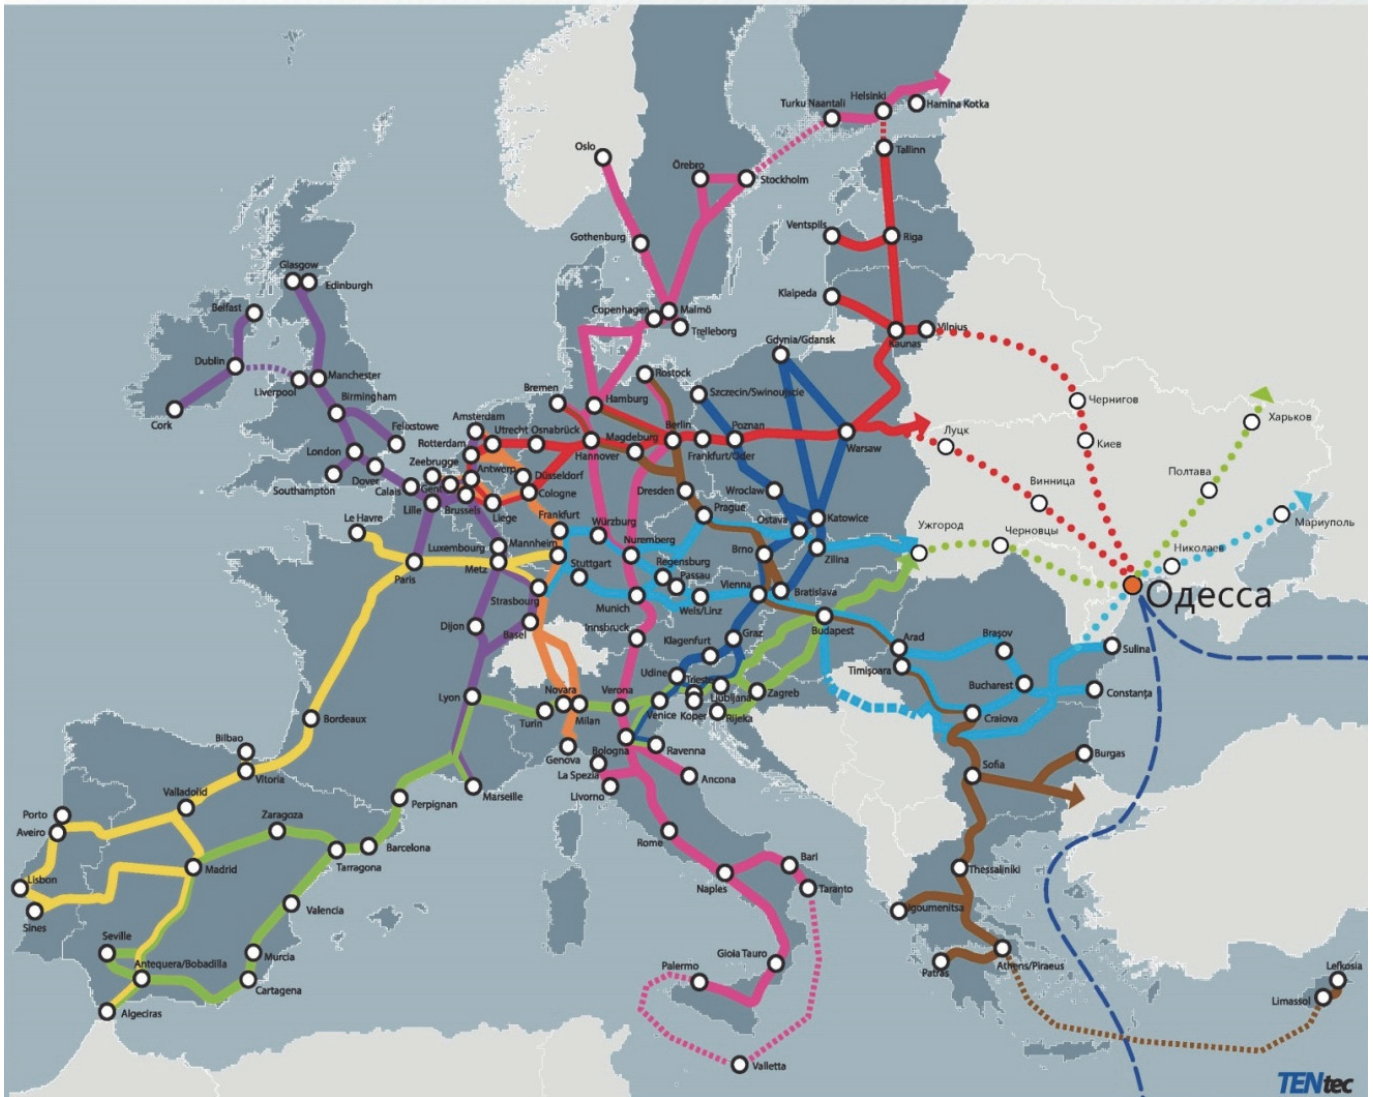 Turku Naantali
Helsinki
Hamina Kotka
Tallinn
Oslo
Örebro
Stockholm
Gothenburg
Ventspils
Riga
Glasgow
Edinburgh
Belfast
Klaipeda
Copenhagen
Malmö
Trelleborg
Kaunas
Vilnius
Gdynia/Gdansk
Dublin
Liverpool
Manchester
Birmingham
Cork
Rostock
Szczecin/Swinoujscie
Чернигов
Харьков
Bremen
Hamburg
Felixstowe
Amsterdam
Utrecht
Osnabrück
Magdeburg
Berlin
Poznan
Луцк
Киев
London
Rotterdam
Hannover
Frankfurt/Oder
Warsaw
Southampton
Dover
Zeebrugge
Antwerp
Düsseldorf
Полтава
Calais
Cologne
Dresden
Wroclaw
Винница
Lille
Brussels
Liege
Prague
Ostava
Katowice
Ужгород
Черновцы
Мариуполь
Le Havre
Frankfurt
Würzburg
Luxembourg
Mannheim
Nuremberg
Brno
Zilina
Николаев
Paris
Metz
Stuttgart
Regensburg
Passau
Vienna
Bratislava
Одесса
Strasbourg
Munich
Wels/Linz
Dijon
Basel
Innsbruck
Klagenfurt
Graz
Budapest
Arad
Braşov
Sulina
Udine
Trieste
Timişoara
Lyon
Novara
Verona
Ljubljana
Zagreb
Bucharest
Constanţa
Turin
Milan
Venice
Koper
Rijeka
Craiova
Bordeaux
Bilbao
Genova
Bologna
Ravenna
Burgas
Vitoria
La Spezia
Ancona
Sofia
Valladolid
Perpignan
Marseille
Livorno
Porto
Zaragoza
Aveiro
Barcelona
Rome
Madrid
Tarragona
Bari
Thessaliniki
Lisbon
Naples
Taranto
Sines
Valencia
Igoumenitsa
Seville
Murcia
Gioia Tauro
Antequera/Bobadilla
Palermo
Patras
Athens/Piraeus
Lefkosia
Cartagena
Limassol
Algeciras
Valletta
TENtec